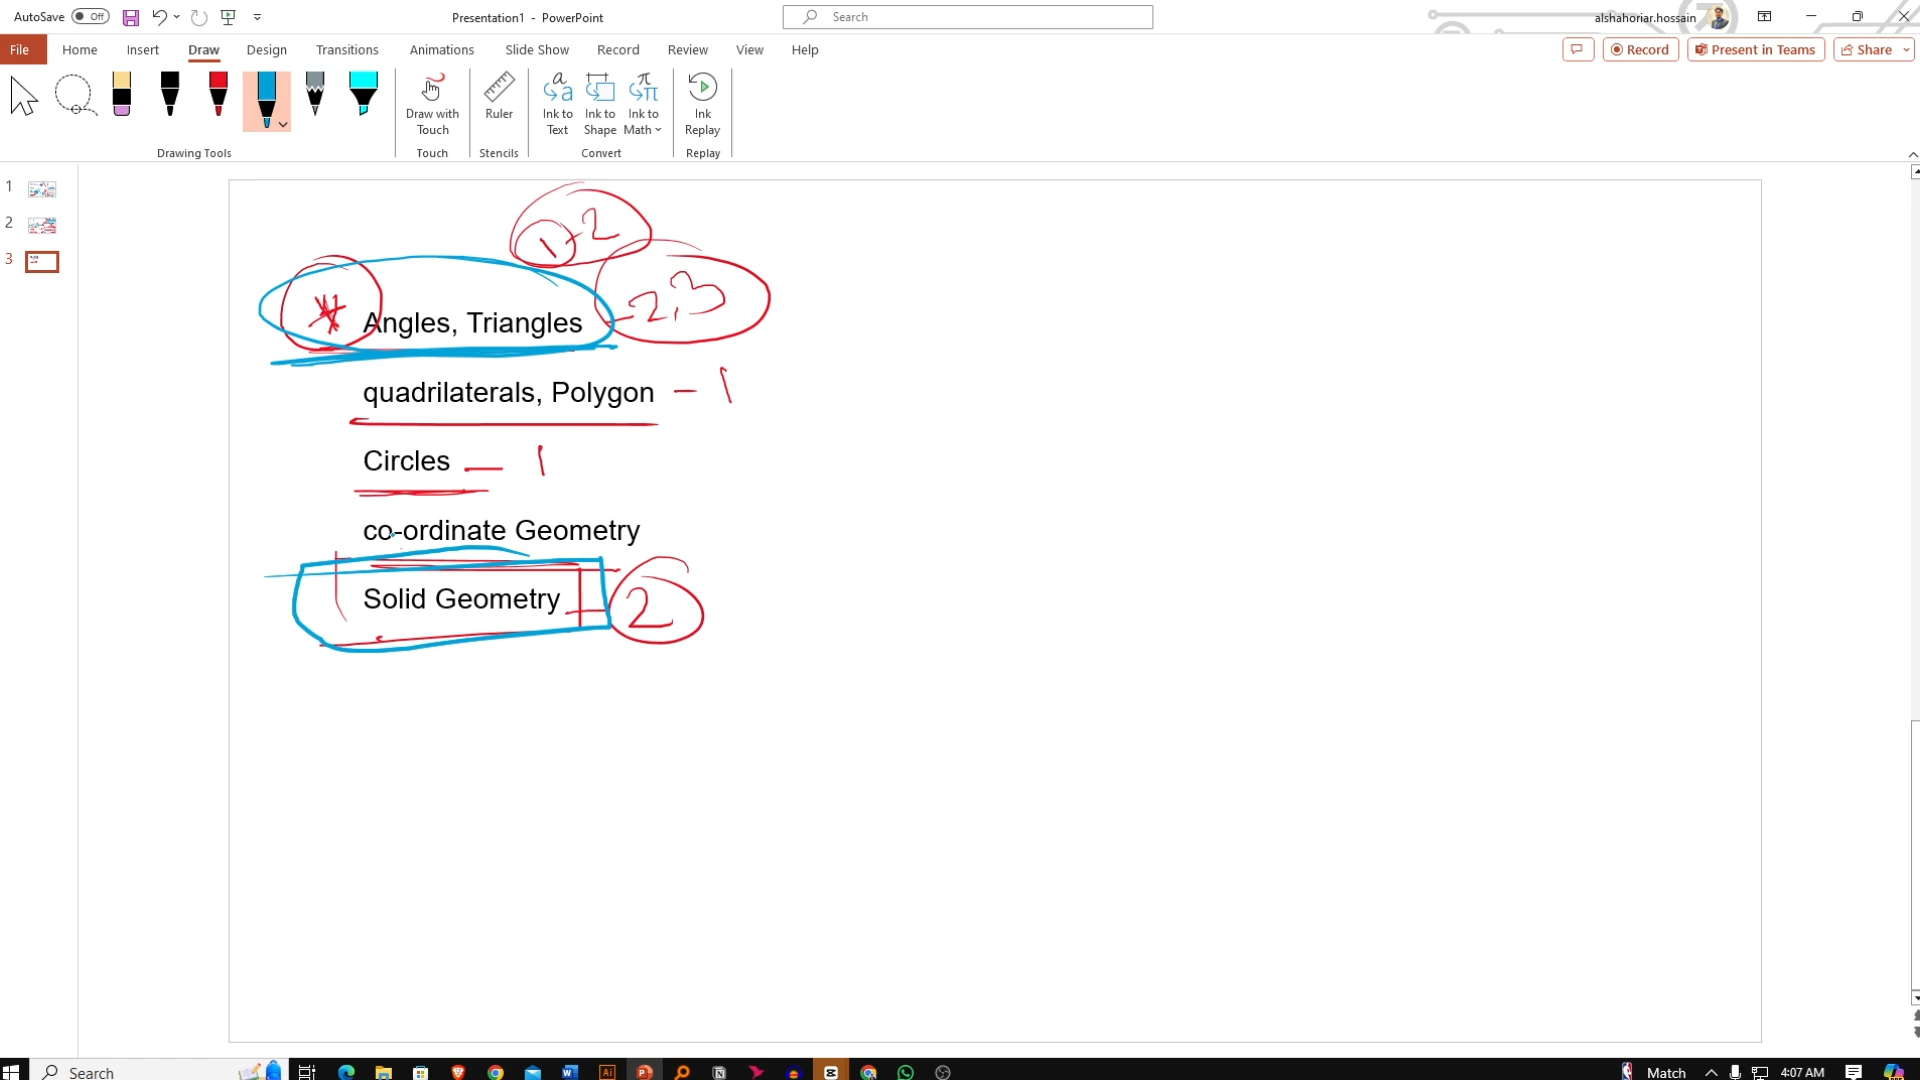 AutoSave Off Presentation1 - PowerPoint Search alshahoriar.hossain
File Home Insert Draw Design Transitions Animations Slide Show Record Review View Help Record Present in Teams Share
Draw with Touch Ruler Ink to Text Ink to Shape Ink to Math Ink Replay
Drawing Tools Touch Stencils Convert Replay
1
2
3
1 - 2
* Angles, Triangles - 2,3
quadrilaterals, Polygon - 1
Circles - 1
co-ordinate Geometry
Solid Geometry 2
Search Match 4:07 AM